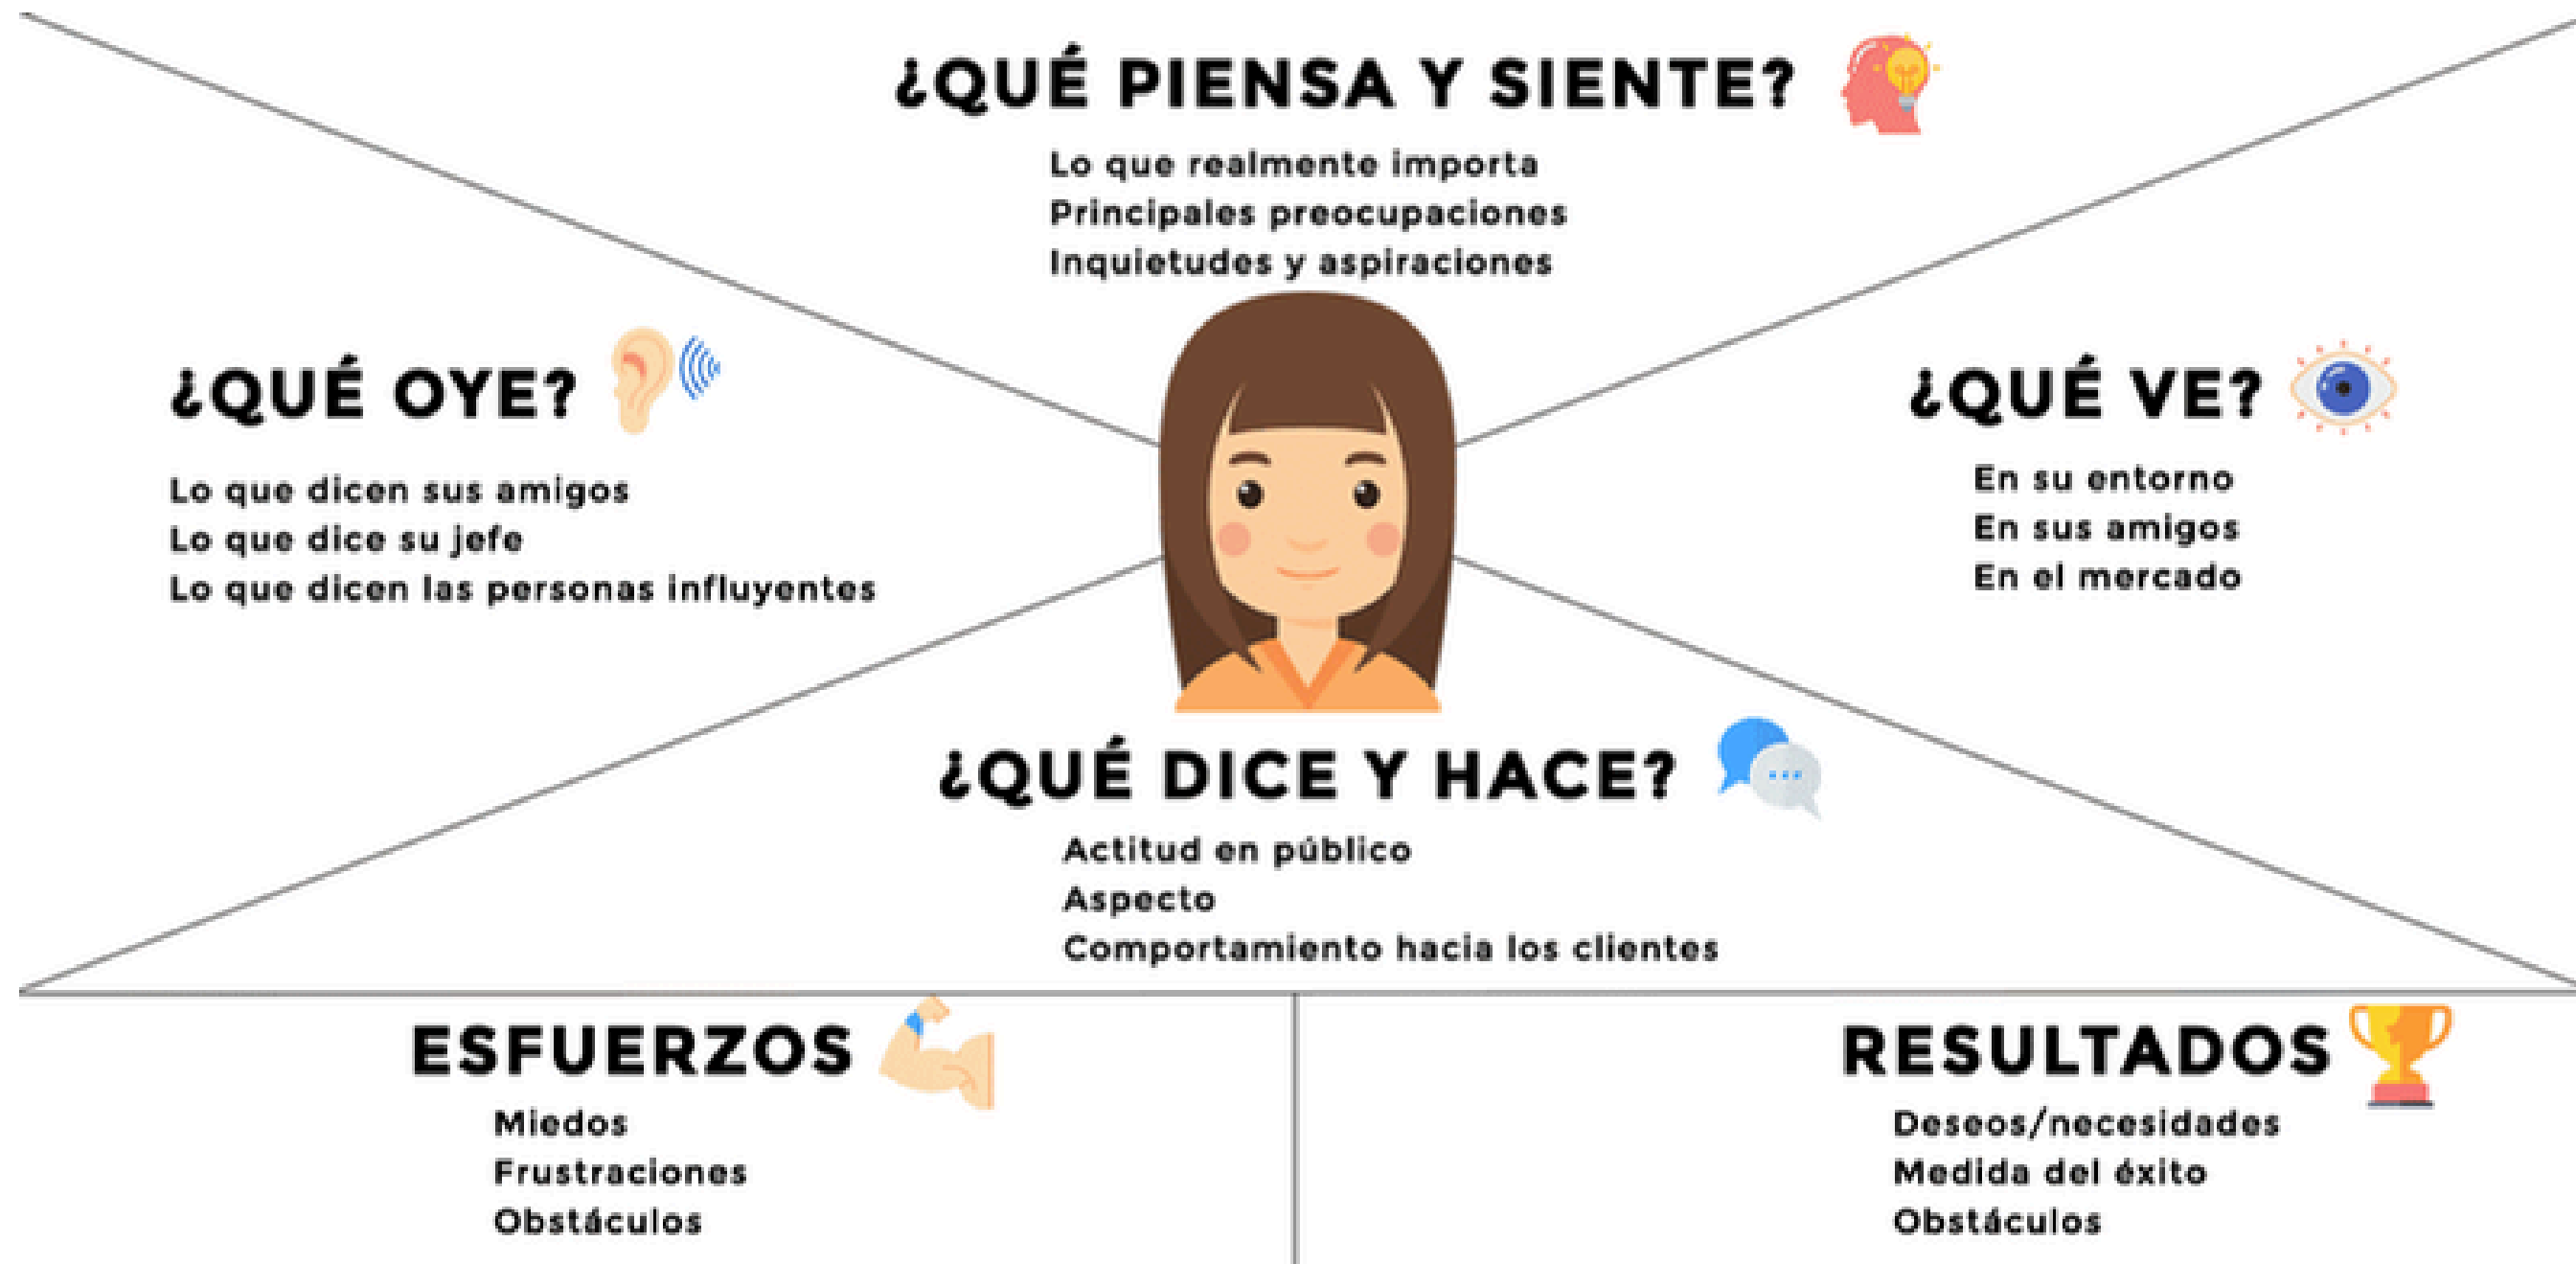 ¿QUÉ PIENSA Y SIENTE?
Lo que realmente importa
Principales preocupaciones
Inquietudes y aspiraciones
¿QUÉ OYE?
Lo que dicen sus amigos
Lo que dice su jefe
Lo que dicen las personas influyentes
¿QUÉ VE?
En su entorno
En sus amigos
En el mercado
¿QUÉ DICE Y HACE?
Actitud en público
Aspecto
Comportamiento hacia los clientes
ESFUERZOS
Miedos
Frustraciones
Obstáculos
RESULTADOS
Deseos/necesidades
Medida del éxito
Obstáculos